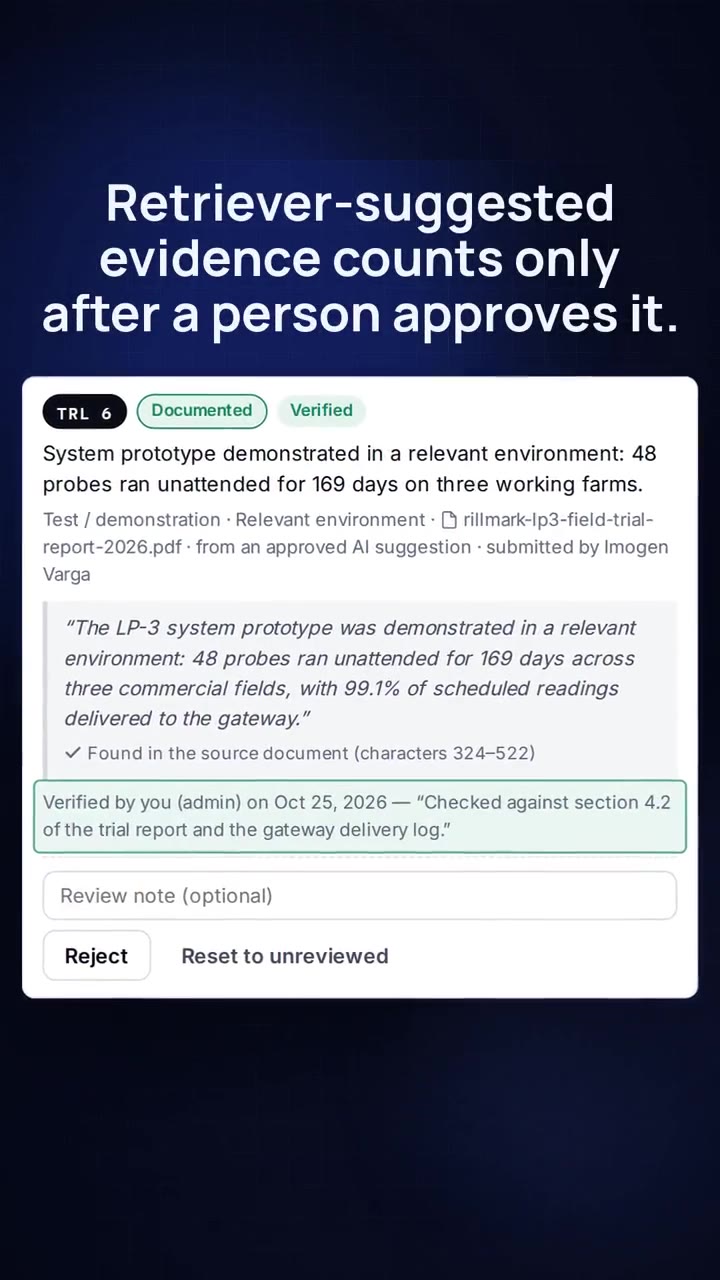 Retriever-suggested
evidence counts only
after a person approves it.
TRL 6 Documented Verified
System prototype demonstrated in a relevant environment: 48
probes ran unattended for 169 days on three working farms.
Test / demonstration · Relevant environment · rillmark-lp3-field-trial-
report-2026.pdf · from an approved AI suggestion · submitted by Imogen
Varga
“The LP-3 system prototype was demonstrated in a relevant
environment: 48 probes ran unattended for 169 days across
three commercial fields, with 99.1% of scheduled readings
delivered to the gateway.”
✓ Found in the source document (characters 324–522)
Verified by you (admin) on Oct 25, 2026 — “Checked against section 4.2
of the trial report and the gateway delivery log.”
Review note (optional)
Reject Reset to unreviewed